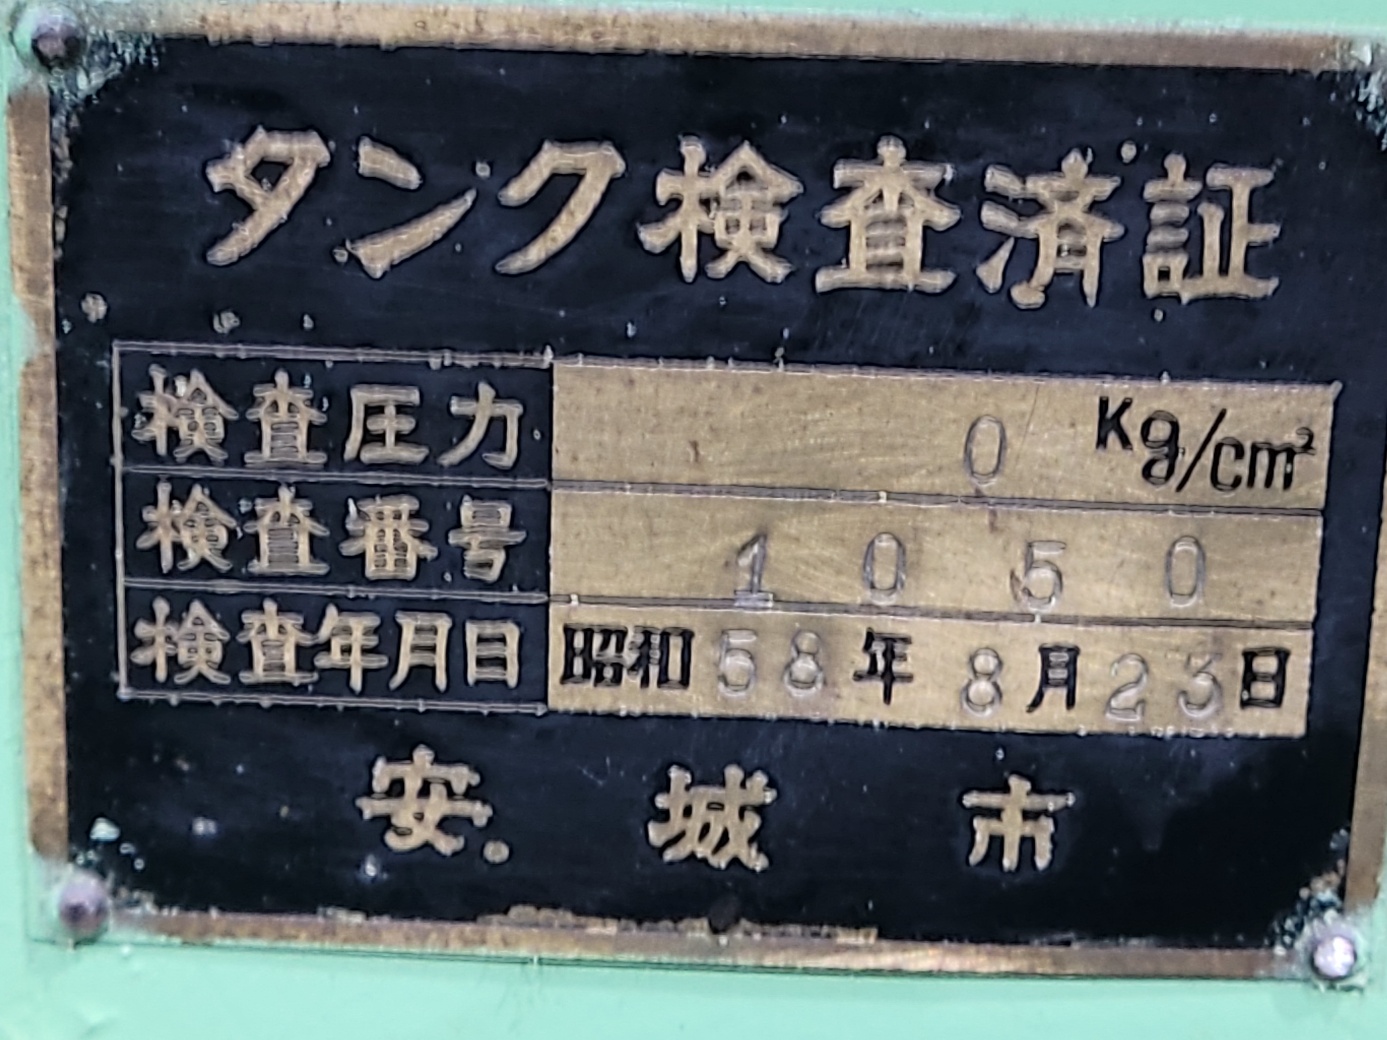 タンク検査済証
検査圧力 0 Kg/cm²
検査番号 1050
検査年月日 昭和58年8月23日
安城市